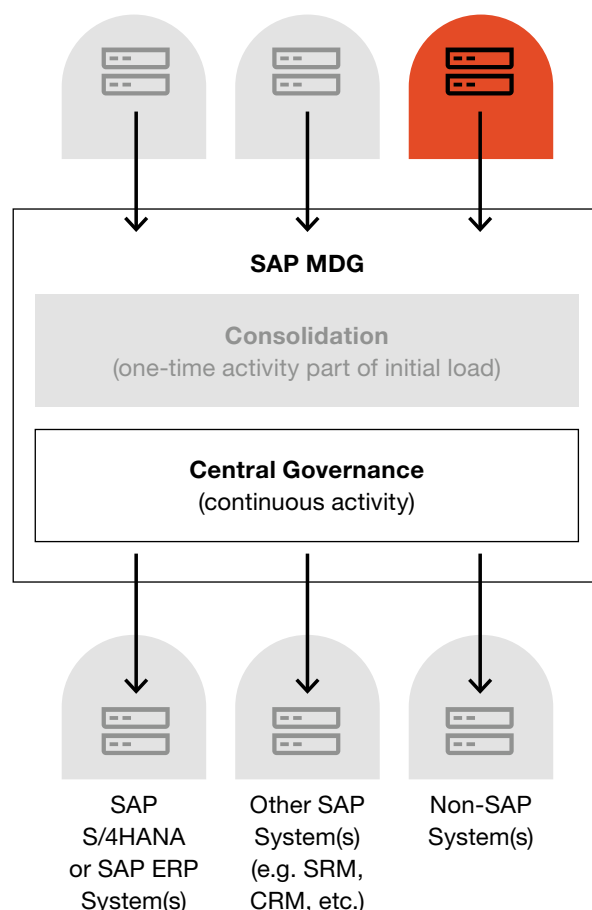 SAP MDG
Consolidation
(one-time activity part of initial load)
Central Governance
(continuous activity)
SAP
S/4HANA
or SAP ERP
System(s)
Other SAP
System(s)
(e.g. SRM,
CRM, etc.)
Non-SAP
System(s)